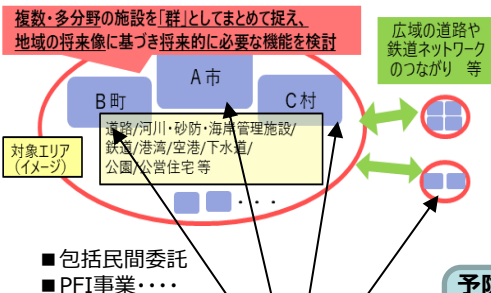 複数・多分野の施設を「群」としてまとめて捉え、
地域の将来像に基づき将来的に必要な機能を検討
広域の道路や
鉄道ネットワーク
のつながり 等
A市
B町
C村
道路/河川・砂防・海岸管理施設/
鉄道/港湾/空港/下水道/
公園/公営住宅 等
対象エリア
(イメージ)
・・・
■包括民間委託
■PFI事業・・・・
予防